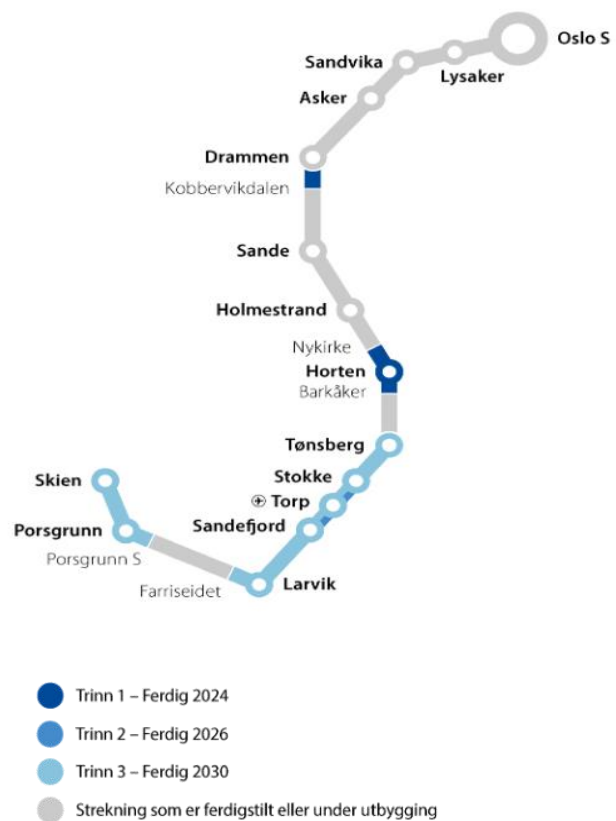 Oslo S
Sandvika
Lysaker
Asker
Drammen
Kobbervikdalen
Sande
Holmestrand
Nykirke
Horten
Barkåker
Tønsberg
Stokke
Skien
Torp
Sandefjord
Porsgrunn
Porsgrunn S
Farriseidet
Larvik
Trinn 1 – Ferdig 2024
Trinn 2 – Ferdig 2026
Trinn 3 – Ferdig 2030
Strekning som er ferdigstilt eller under utbygging